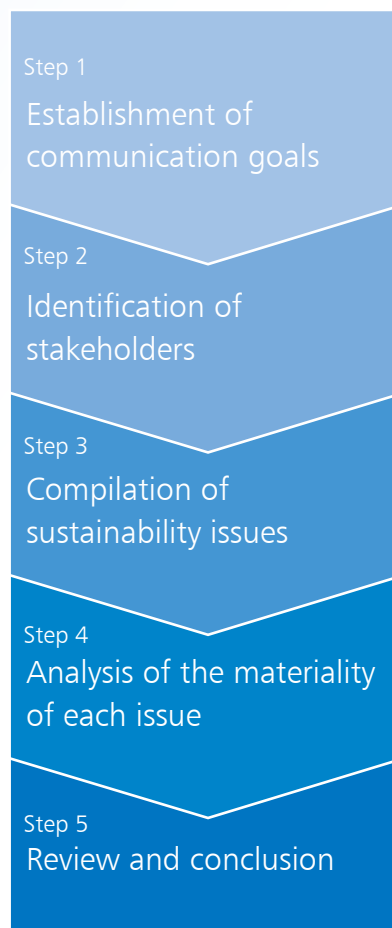 Step 1
Establishment of
communication goals
Step 2
Identification of
stakeholders
Step 3
Compilation of
sustainability issues
Step 4
Analysis of the materiality
of each issue
Step 5
Review and conclusion